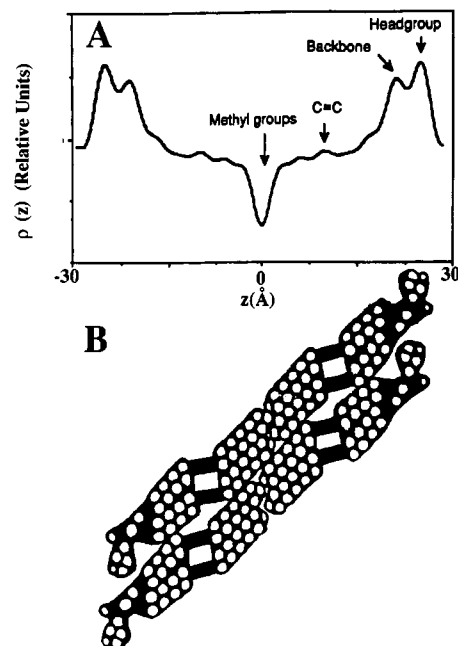 A
Headgroup
Backbone
C=C
Methyl groups
ρ (z) (Relative Units)
-30
0
30
z(Å)
B